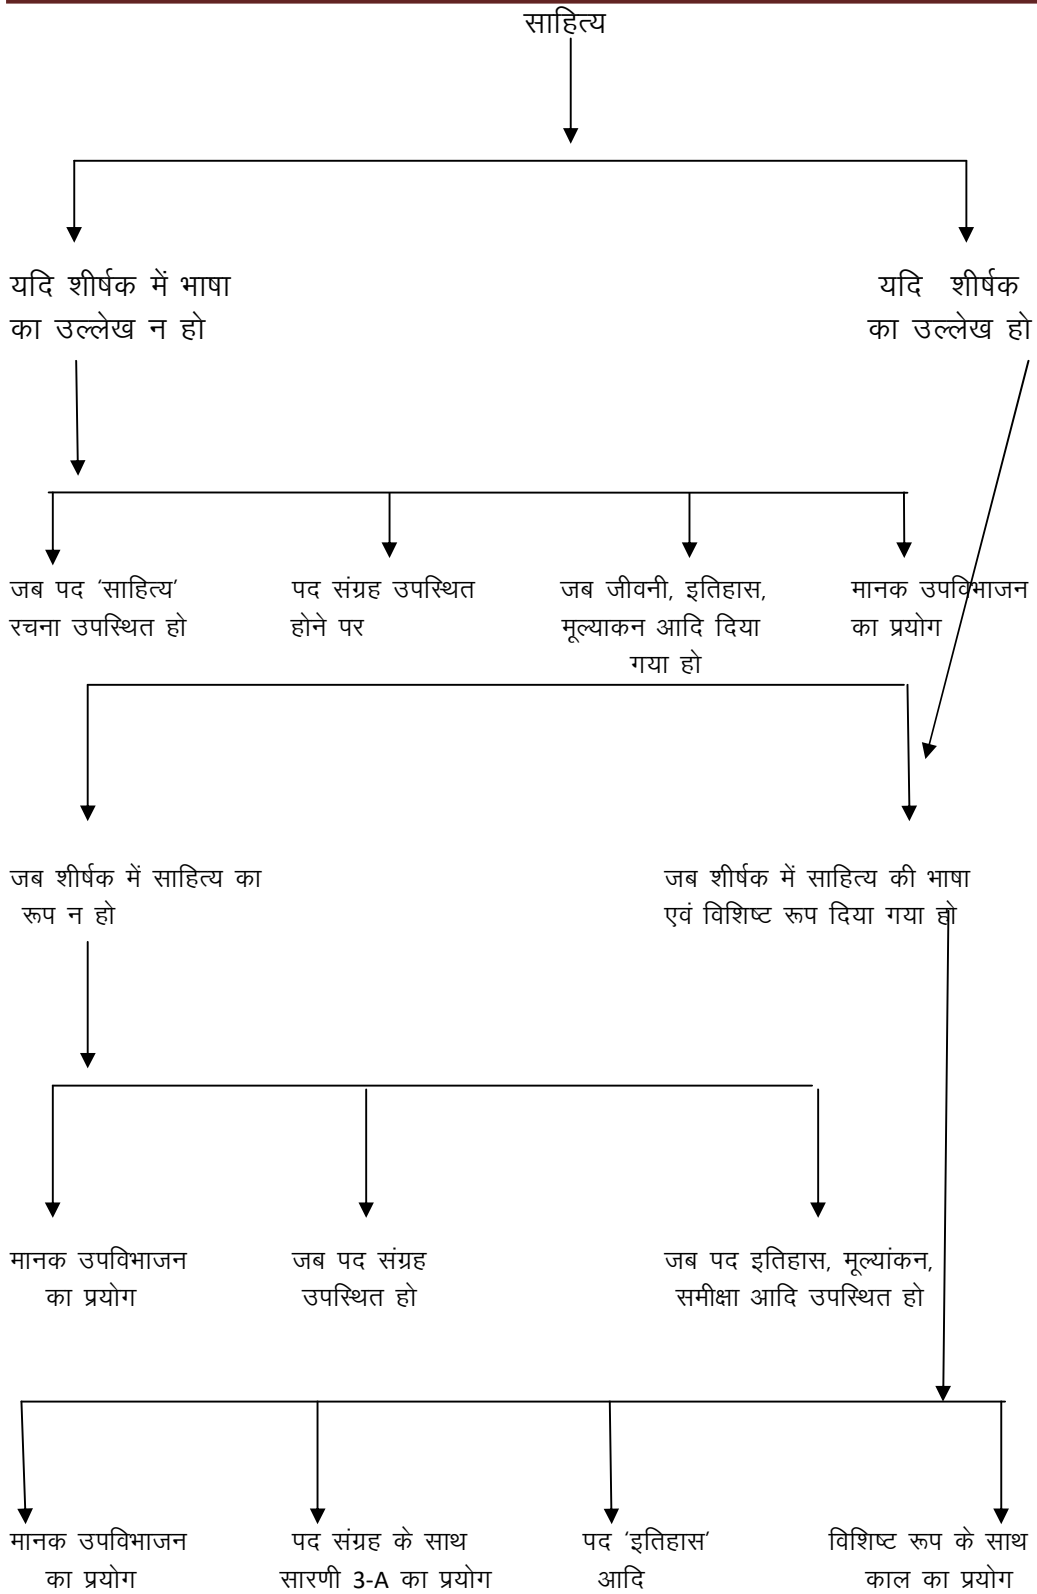 साहित्य
यदि शीर्षक में भाषा
का उल्लेख न हो
यदि शीर्षक
का उल्लेख हो
जब पद 'साहित्य'
रचना उपस्थित हो
पद संग्रह उपस्थित
होने पर
जब जीवनी, इतिहास,
मूल्याकन आदि दिया
गया हो
मानक उपविभाजन
का प्रयोग
जब शीर्षक में साहित्य का
रूप न हो
जब शीर्षक में साहित्य की भाषा
एवं विशिष्ट रूप दिया गया हो
मानक उपविभाजन
का प्रयोग
जब पद संग्रह
उपस्थित हो
जब पद इतिहास, मूल्यांकन,
समीक्षा आदि उपस्थित हो
मानक उपविभाजन
का प्रयोग
पद संग्रह के साथ
सारणी 3-A का प्रयोग
पद 'इतिहास'
आदि
विशिष्ट रूप के साथ
काल का प्रयोग